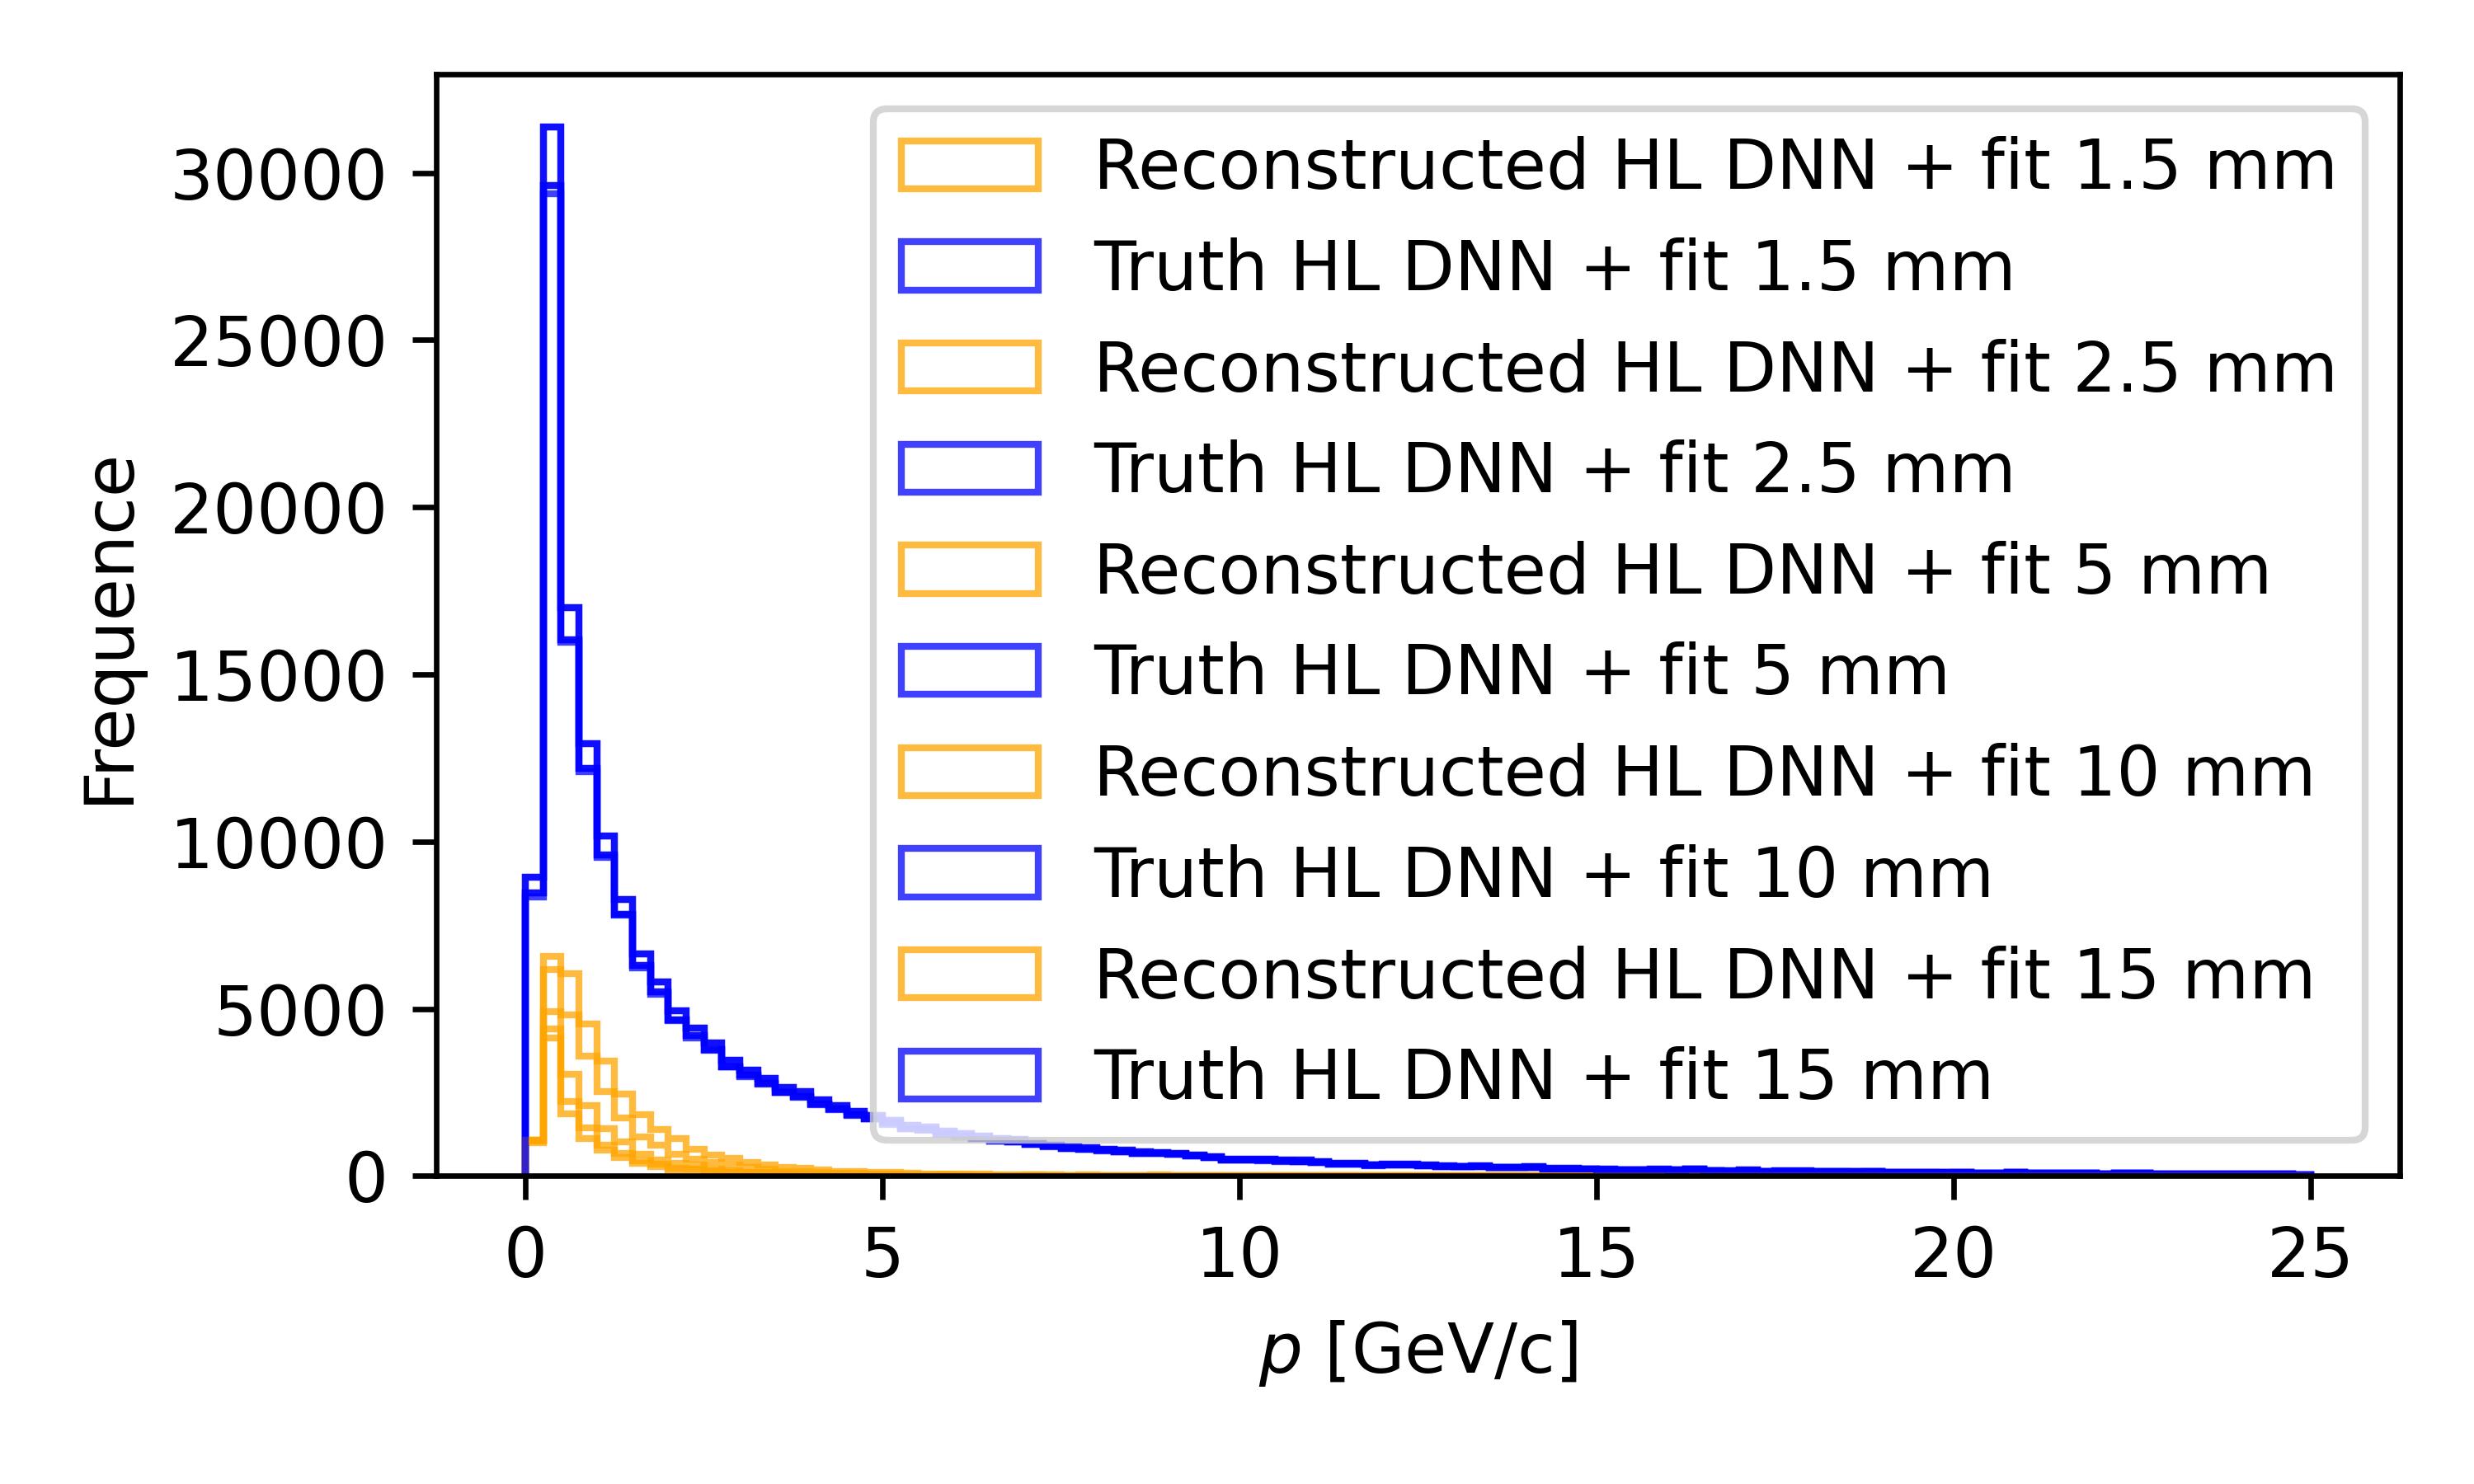 30000
25000
20000
15000
10000
5000
0
Frequence
Reconstructed HL DNN + fit 1.5 mm
Truth HL DNN + fit 1.5 mm
Reconstructed HL DNN + fit 2.5 mm
Truth HL DNN + fit 2.5 mm
Reconstructed HL DNN + fit 5 mm
Truth HL DNN + fit 5 mm
Reconstructed HL DNN + fit 10 mm
Truth HL DNN + fit 10 mm
Reconstructed HL DNN + fit 15 mm
Truth HL DNN + fit 15 mm
0 5 10 15 20 25
p [GeV/c]